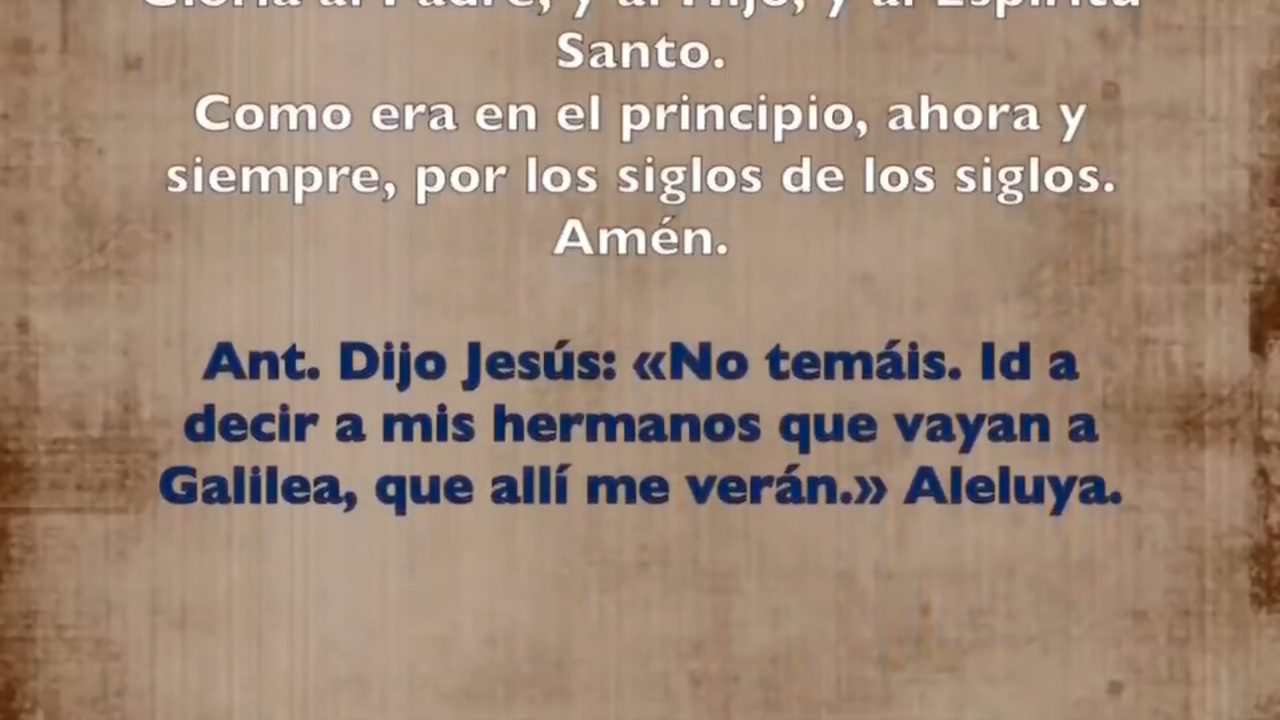 Gloria al Padre, y al Hijo, y al Espíritu
Santo.
Como era en el principio, ahora y
siempre, por los siglos de los siglos.
Amén.
Ant. Dijo Jesús: «No temáis. Id a
decir a mis hermanos que vayan a
Galilea, que allí me verán.» Aleluya.